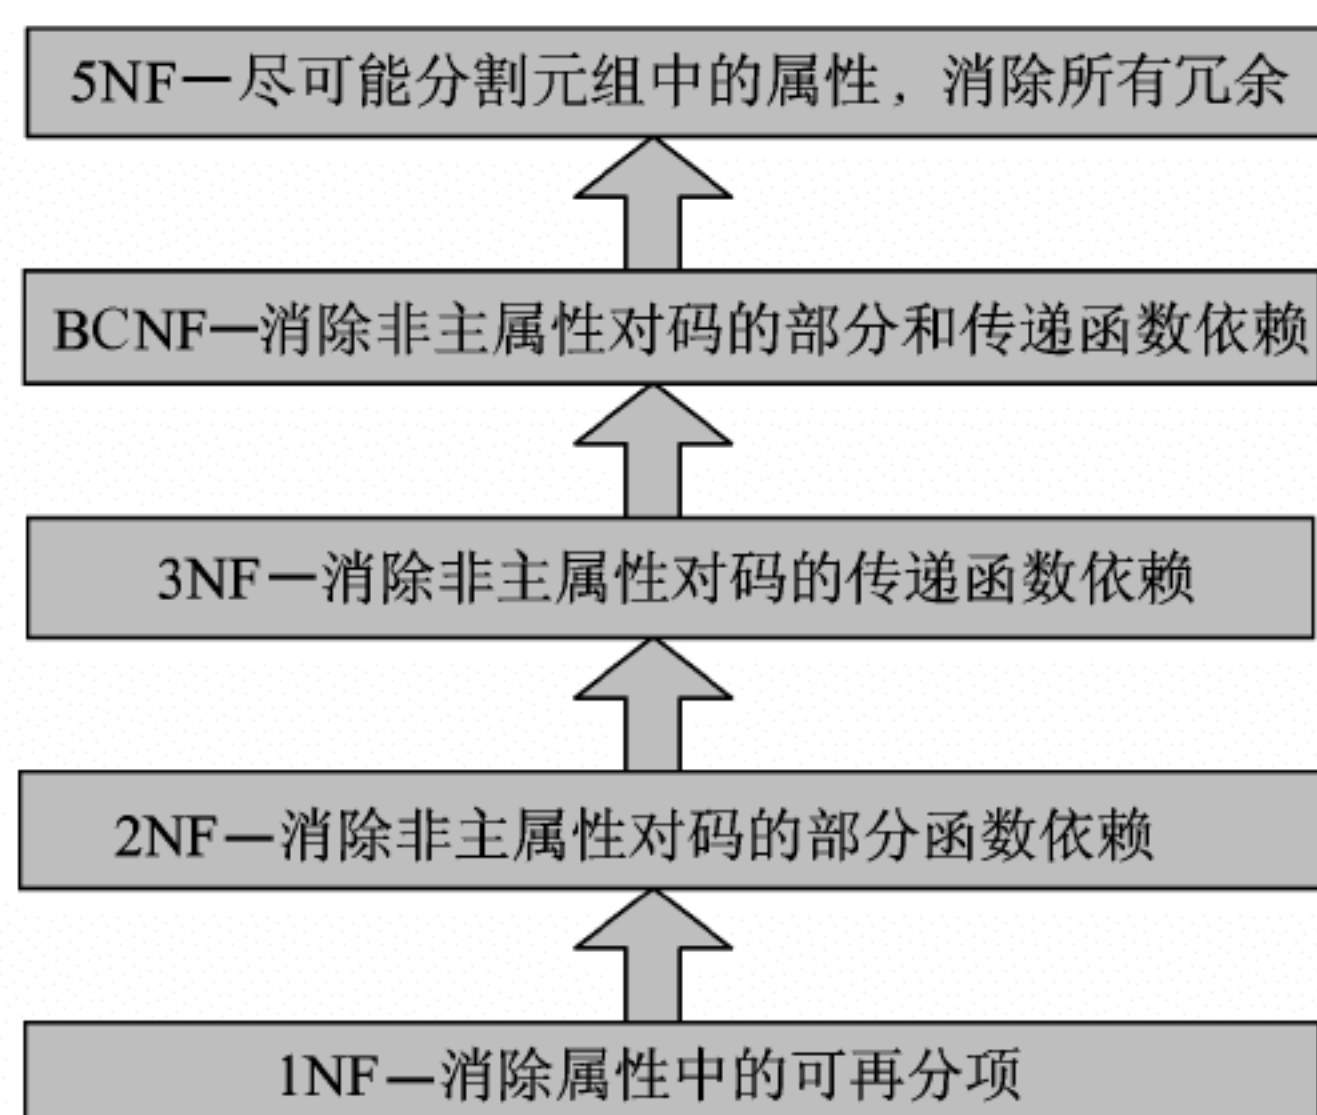 5NF—尽可能分割元组中的属性，消除所有冗余
BCNF—消除非主属性对码的部分和传递函数依赖
3NF—消除非主属性对码的传递函数依赖
2NF—消除非主属性对码的部分函数依赖
1NF—消除属性中的可再分项